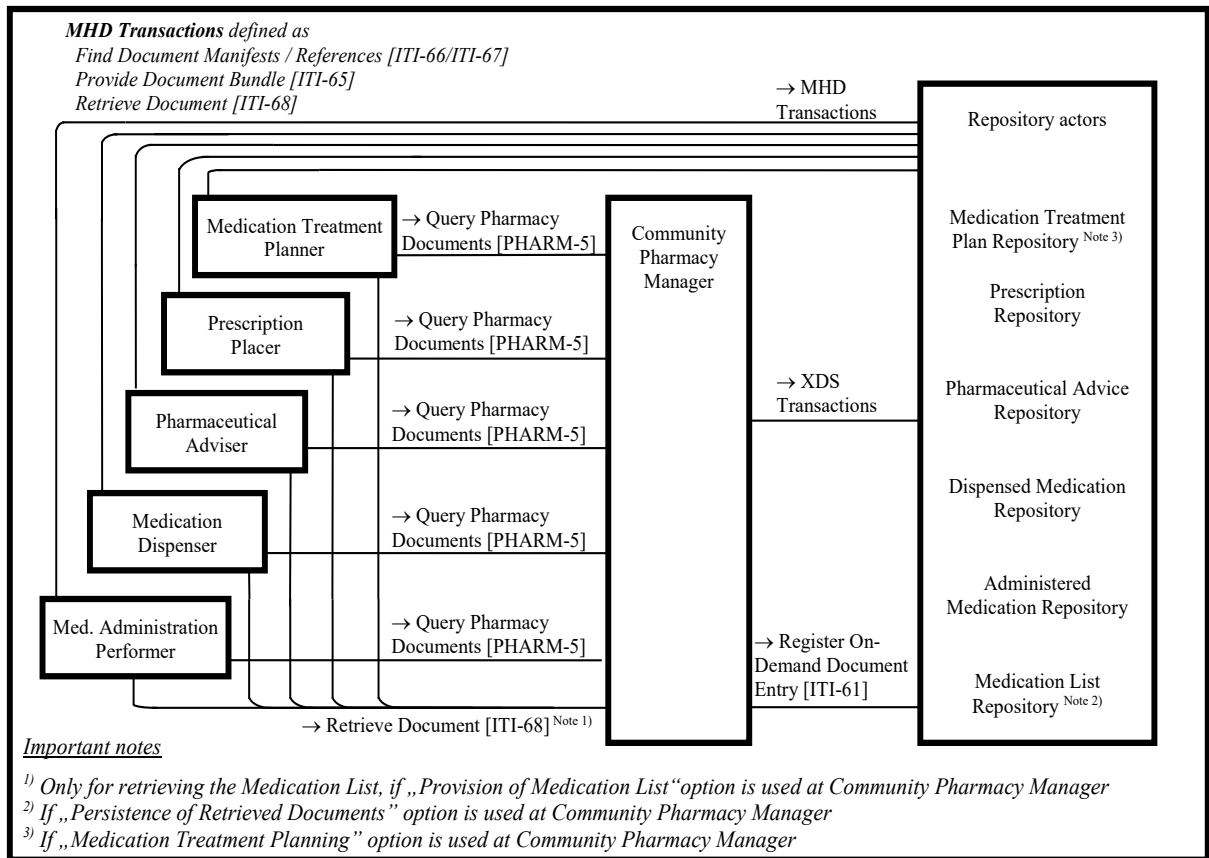 MHD Transactions defined as
Find Document Manifests / References [ITI-66/ITI-67]
Provide Document Bundle [ITI-65]
Retrieve Document [ITI-68]
→ MHD
Transactions
Repository actors
Medication Treatment
Planner
→ Query Pharmacy
Documents [PHARM-5]
Community
Pharmacy
Manager
Medication Treatment
Plan Repository Note 3)
Prescription
Repository
Prescription
Placer
→ Query Pharmacy
Documents [PHARM-5]
→ XDS
Transactions
Pharmaceutical Advice
Repository
Pharmaceutical
Adviser
→ Query Pharmacy
Documents [PHARM-5]
Dispensed Medication
Repository
Medication
Dispenser
→ Query Pharmacy
Documents [PHARM-5]
Administered
Medication Repository
Med. Administration
Performer
→ Query Pharmacy
Documents [PHARM-5]
→ Register On-
Demand Document
Entry [ITI-61]
Medication List
Repository Note 2)
→ Retrieve Document [ITI-68] Note 1)
Important notes
1) Only for retrieving the Medication List, if „Provision of Medication List“option is used at Community Pharmacy Manager
2) If „Persistence of Retrieved Documents” option is used at Community Pharmacy Manager
3) If „Medication Treatment Planning” option is used at Community Pharmacy Manager